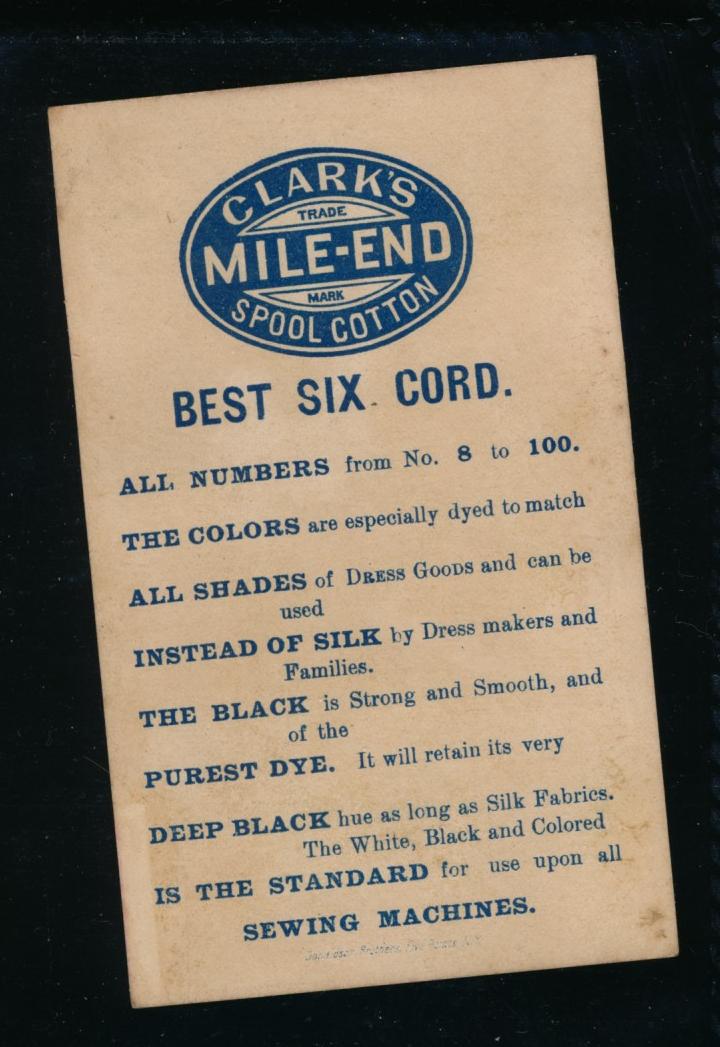 CLARK'S
TRADE
MILE-END
MARK
SPOOL COTTON
BEST SIX CORD.
ALL NUMBERS from No. 8 to 100.
THE COLORS are especially dyed to match
ALL SHADES of DRESS GOODS and can be
used
INSTEAD OF SILK by Dress makers and
Families.
THE BLACK is Strong and Smooth, and
of the
PUREST DYE. It will retain its very
DEEP BLACK hue as long as Silk Fabrics.
The White, Black and Colored
IS THE STANDARD for use upon all
SEWING MACHINES.
Donaldson Brothers, Five Points, N.Y.